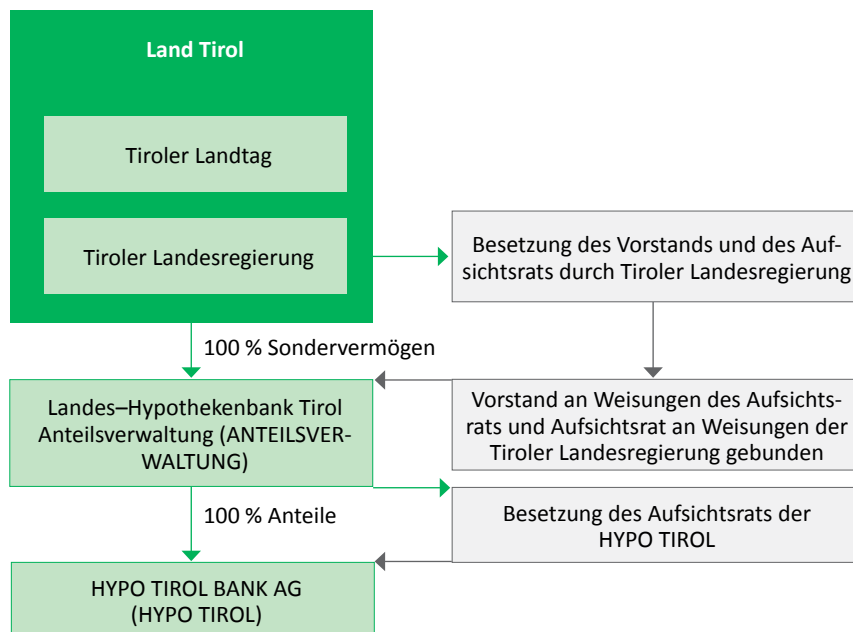 Land Tirol
Tiroler Landtag
Tiroler Landesregierung
Besetzung des Vorstands und des Auf-
sichtsrats durch Tiroler Landesregierung
100 % Sondervermögen
Landes–Hypothekenbank Tirol
Anteilsverwaltung (ANTEILSVER-
WALTUNG)
Vorstand an Weisungen des Aufsichts-
rats und Aufsichtsrat an Weisungen der
Tiroler Landesregierung gebunden
100 % Anteile
Besetzung des Aufsichtsrats der
HYPO TIROL
HYPO TIROL BANK AG
(HYPO TIROL)